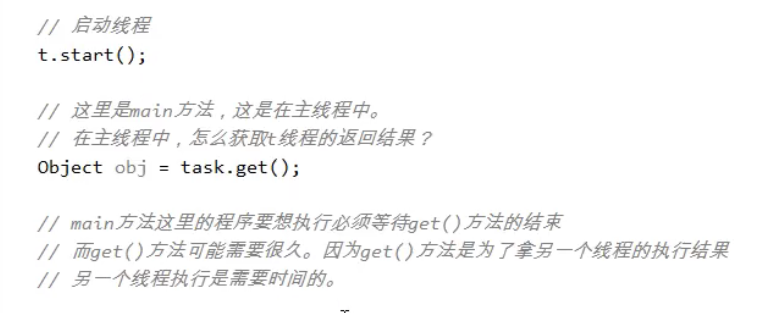 // 启动线程
t.start();
// 这里是main方法，这是在主线程中。
// 在主线程中，怎么获取t线程的返回结果？
Object obj = task.get();
// main方法这里的程序要想执行必须等待get()方法的结束
// 而get()方法可能需要很久。因为get()方法是为了拿另一个线程的执行结果
// 另一个线程执行是需要时间的。